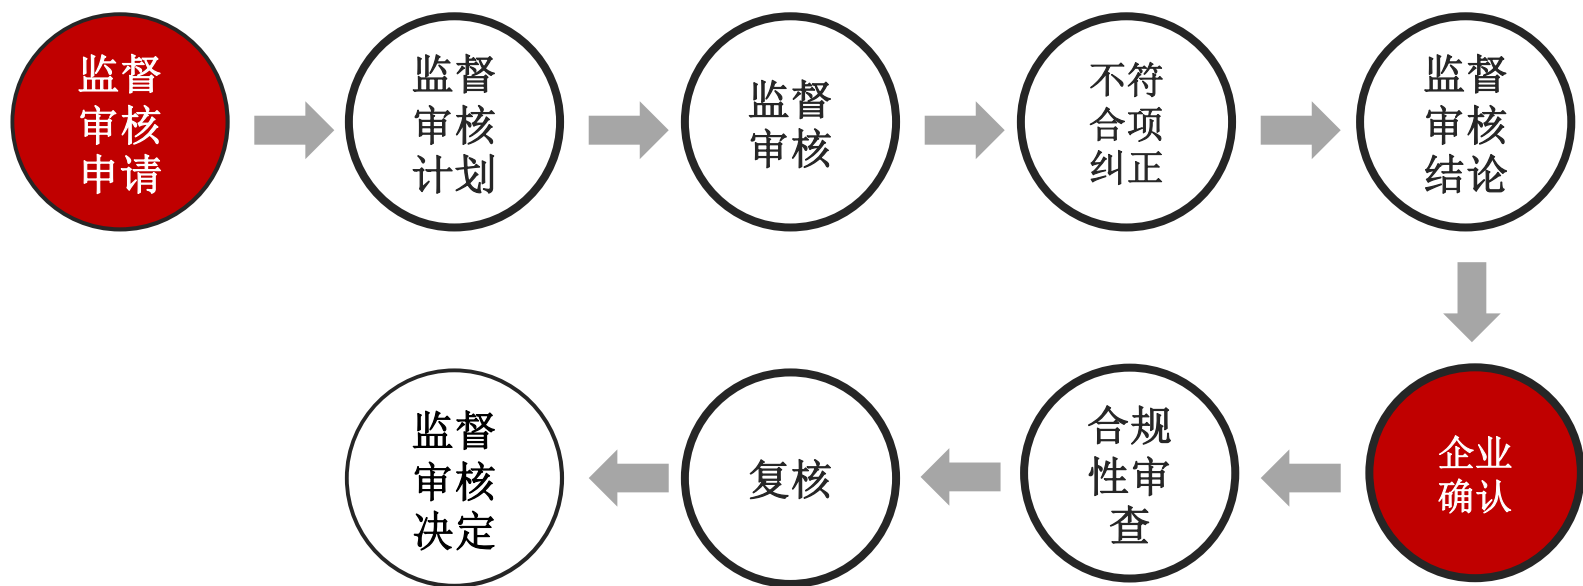 监督
审核
申请
监督
审核
计划
监督
审核
不符
合项
纠正
监督
审核
结论
企业
确认
合规
性审
查
复核
监督
审核
决定